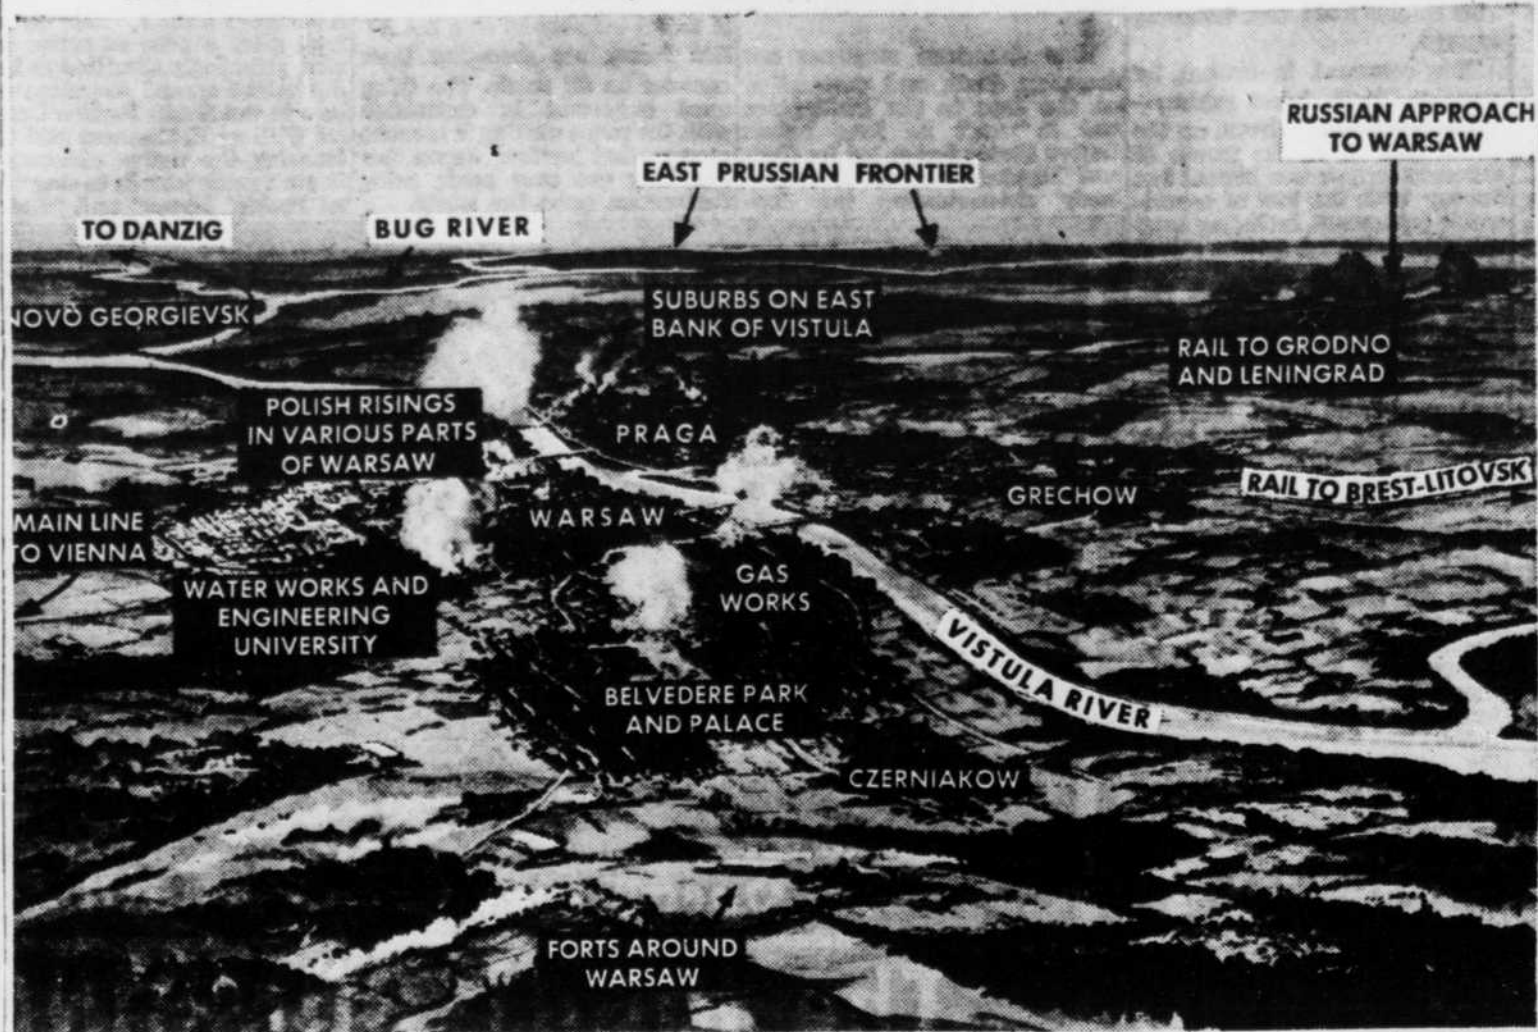 RUSSIAN APPROACH
TO WARSAW
EAST PRUSSIAN FRONTIER
TO DANZIG
BUG RIVER
NOVO GEORGIEVSK
SUBURBS ON EAST
BANK OF VISTULA
RAIL TO GRODNO
AND LENINGRAD
POLISH RISINGS
IN VARIOUS PARTS
OF WARSAW
PRAGA
RAIL TO BREST-LITOVSK
GRECHOW
MAIN LINE
TO VIENNA
WARSAW
WATER WORKS AND
ENGINEERING
UNIVERSITY
GAS
WORKS
VISTULA RIVER
BELVEDERE PARK
AND PALACE
CZERNIAKOW
FORTS AROUND
WARSAW